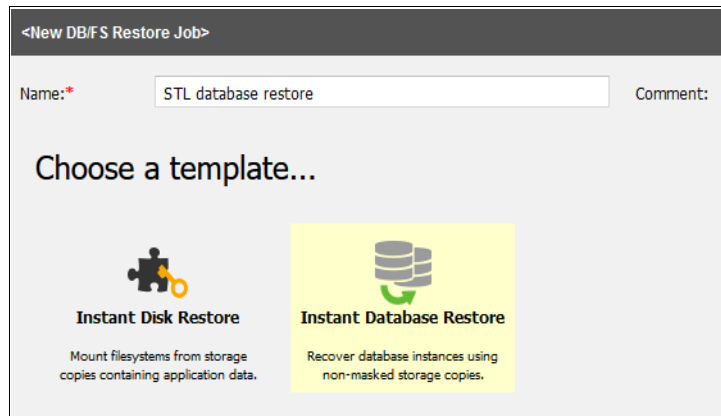 <New DB/FS Restore Job>
Name:* STL database restore Comment:
Choose a template...
Instant Disk Restore
Mount filesystems from storage
copies containing application data.
Instant Database Restore
Recover database instances using
non-masked storage copies.